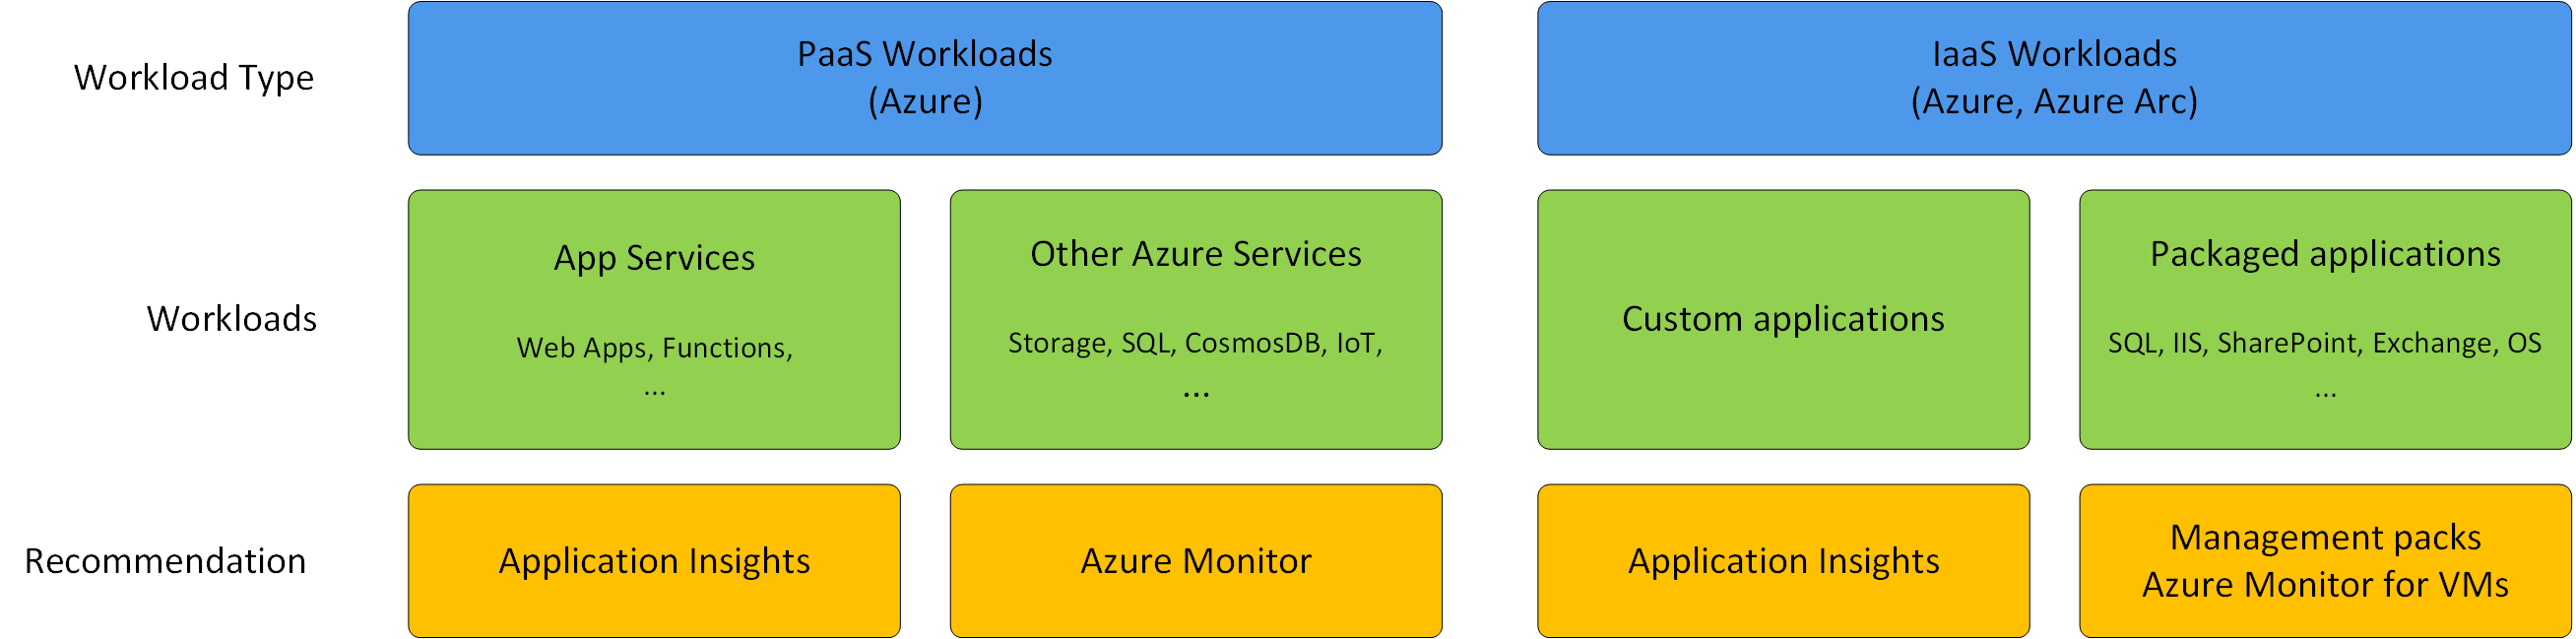 Workload Type
PaaS Workloads
(Azure)
IaaS Workloads
(Azure, Azure Arc)
Workloads
App Services
Web Apps, Functions,
...
Other Azure Services
Storage, SQL, CosmosDB, IoT,
...
Custom applications
Packaged applications
SQL, IIS, SharePoint, Exchange, OS
...
Recommendation
Application Insights
Azure Monitor
Application Insights
Management packs
Azure Monitor for VMs